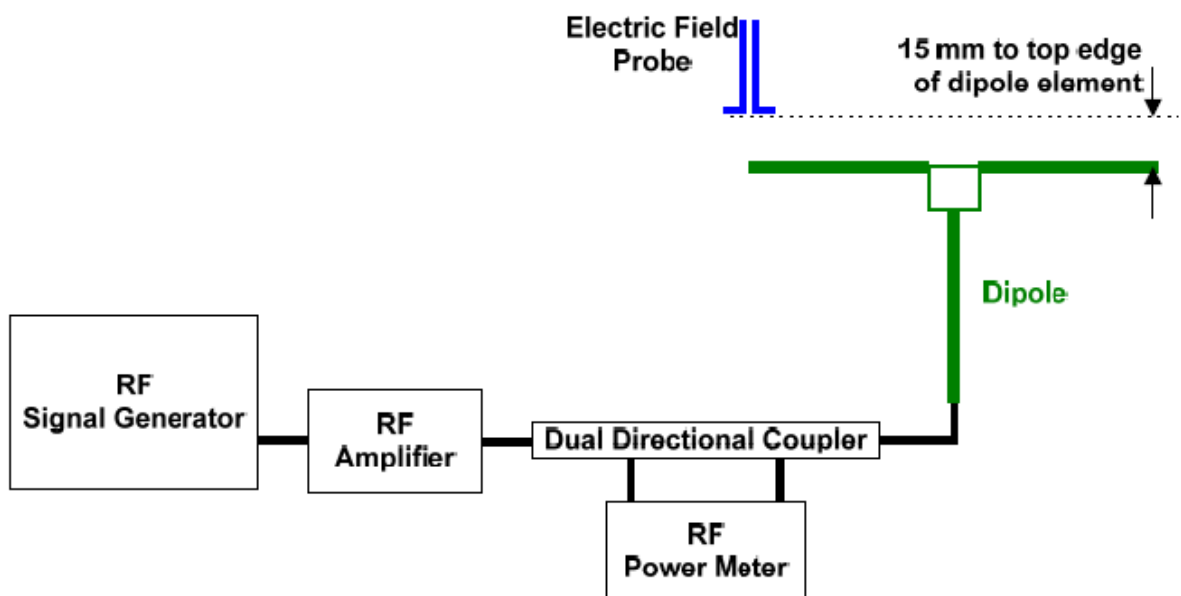 Electric Field
Probe
15 mm to top edge
of dipole element
Dipole
RF
Signal Generator
RF
Amplifier
Dual Directional Coupler
RF
Power Meter